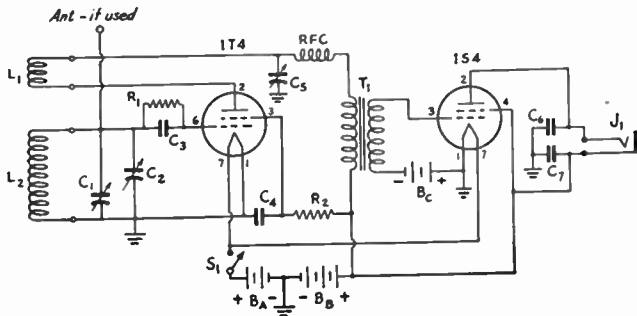 Ant - if used
1T4
RFC
1S4
L1
C5
T1
2
2
R1
6
3
3
4
C6
J1
C3
C7
L2
C1
C2
7
1
C4
R2
- BC +
1
7
S1
+ BA -
- BB +